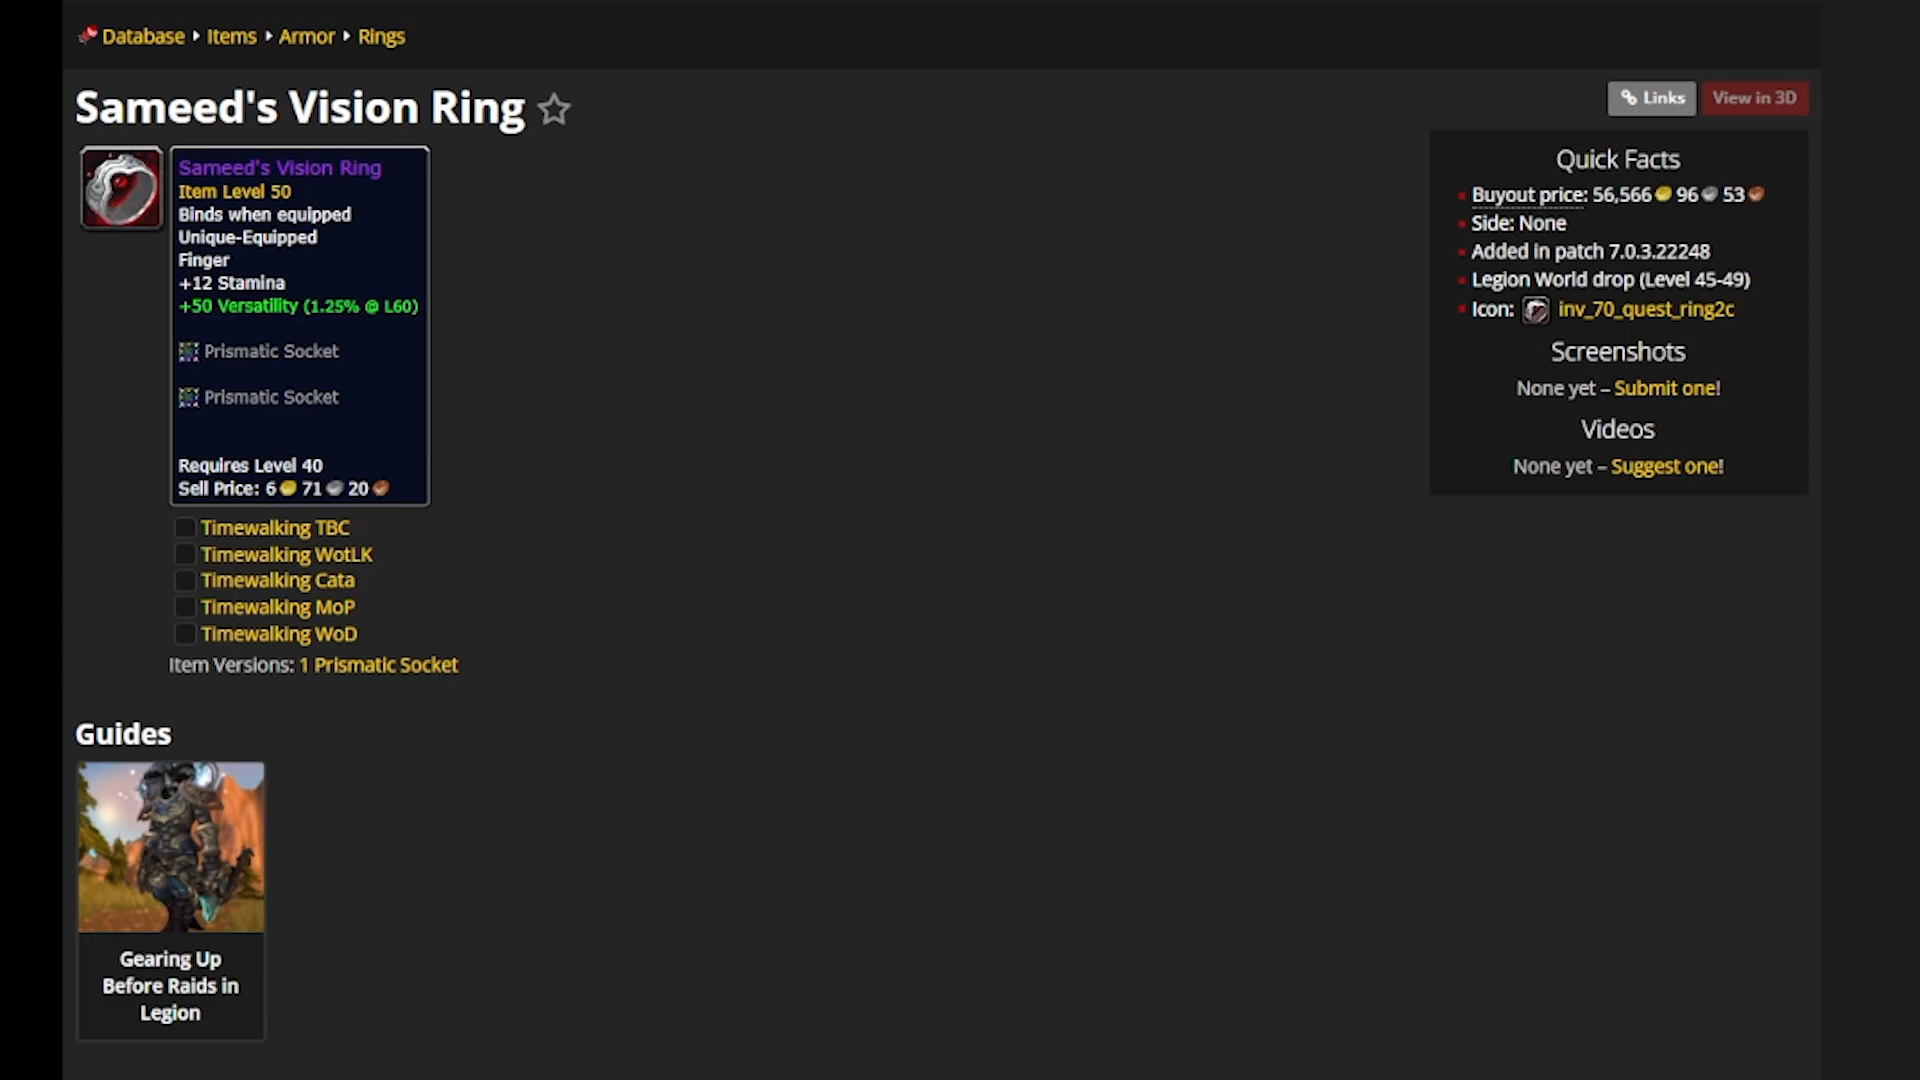 Database ▸ Items ▸ Armor ▸ Rings
Sameed's Vision Ring
Links
View in 3D
Sameed's Vision Ring
Item Level 50
Binds when equipped
Unique-Equipped
Finger
+12 Stamina
+50 Versatility (1.25% @ L60)
Prismatic Socket
Prismatic Socket
Requires Level 40
Sell Price: 6 71 20
Timewalking TBC
Timewalking WotLK
Timewalking Cata
Timewalking MoP
Timewalking WoD
Item Versions: 1 Prismatic Socket
Quick Facts
Buyout price: 56,566 96 53
Side: None
Added in patch 7.0.3.22248
Legion World drop (Level 45-49)
Icon: inv_70_quest_ring2c
Screenshots
None yet – Submit one!
Videos
None yet – Suggest one!
Guides
Gearing Up
Before Raids in
Legion